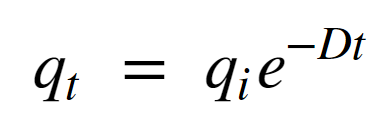 q_t = q_i e^{-Dt}